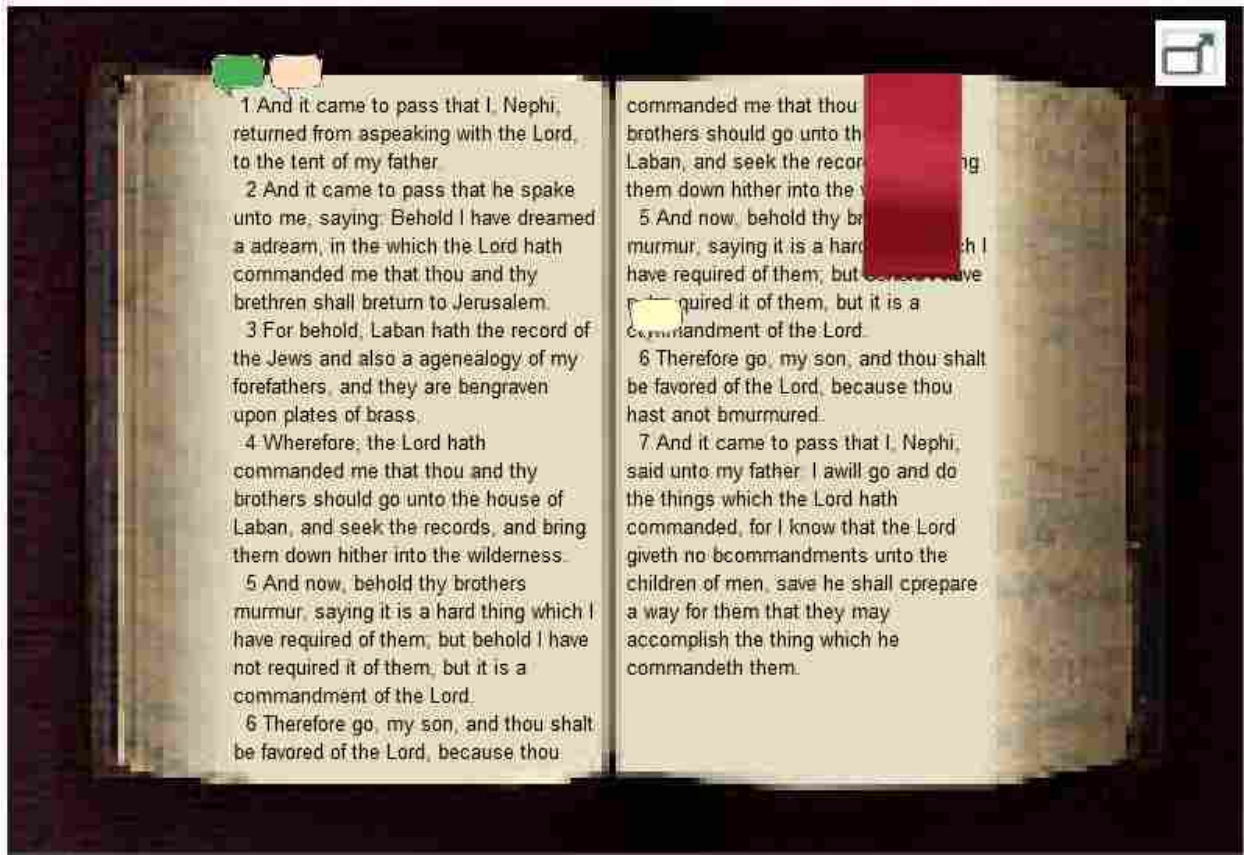 1 And it came to pass that I, Nephi,
returned from aspeaking with the Lord,
to the tent of my father.
2 And it came to pass that he spake
unto me, saying: Behold I have dreamed
a adream, in the which the Lord hath
commanded me that thou and thy
brethren shall breturn to Jerusalem.
3 For behold, Laban hath the record of
the Jews and also a agenealogy of my
forefathers, and they are bengraven
upon plates of brass.
4 Wherefore, the Lord hath
commanded me that thou and thy
brothers should go unto the house of
Laban, and seek the records, and bring
them down hither into the wilderness.
5 And now, behold thy brothers
murmur, saying it is a hard thing which I
have required of them; but behold I have
not required it of them, but it is a
commandment of the Lord.
6 Therefore go, my son, and thou shalt
be favored of the Lord, because thou
commanded me that thou
brothers should go unto
Laban, and seek the
them down hither into the
5 And now, behold thy
murmur, saying it is a I
have required of them; but
it of them, but it is a
of the Lord.
6 Therefore go, my son, and thou shalt
be favored of the Lord, because thou
hast anot bmurmured.
7 And it came to pass that I, Nephi,
said unto my father: I awill go and do
the things which the Lord hath
commanded, for I know that the Lord
giveth no bcommandments unto the
children of men, save he shall cprepare
a way for them that they may
accomplish the thing which he
commandeth them.